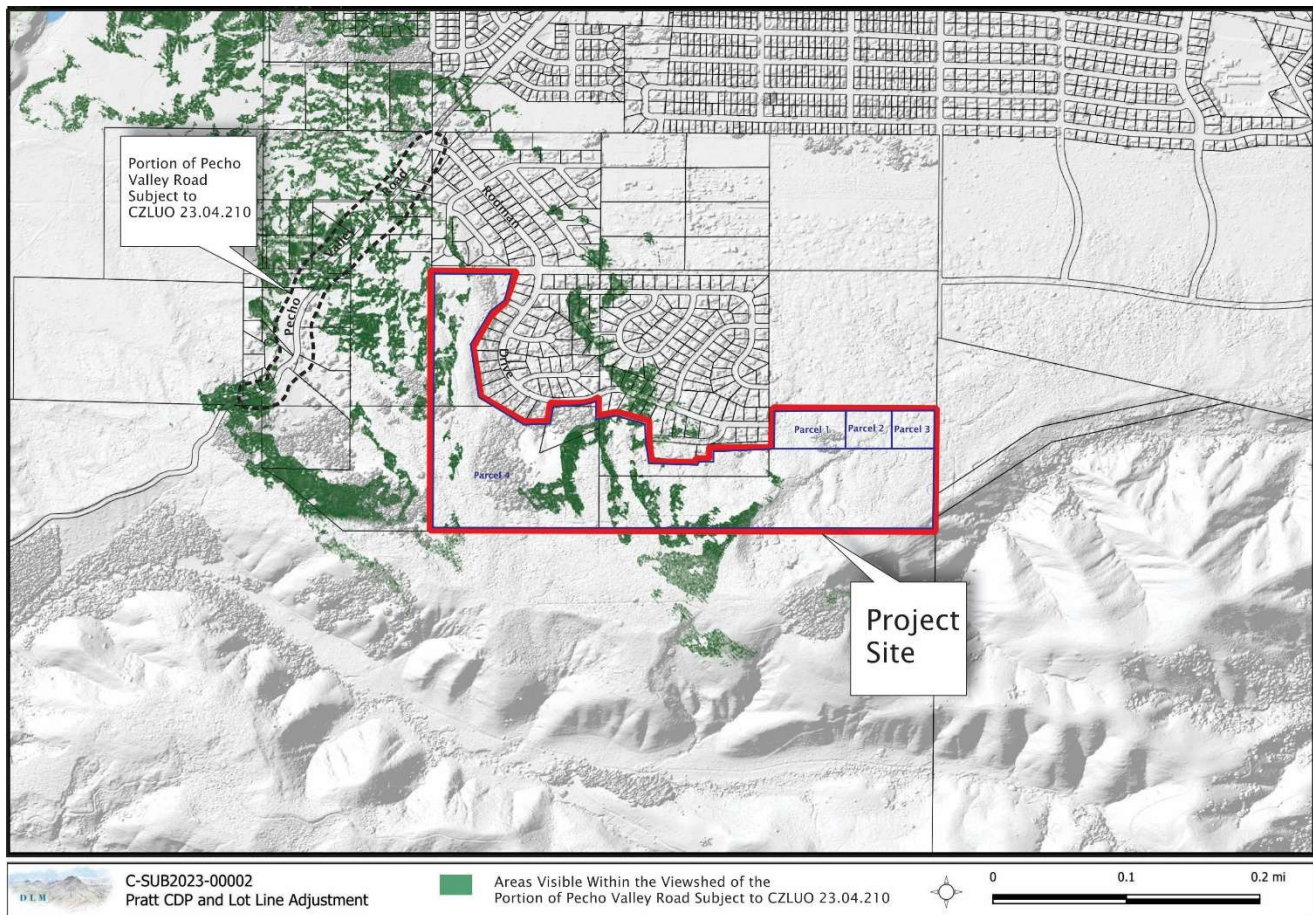 Portion of Pecho
Valley Road
Subject to
CZLUO 23.04.210
Pecho
Valley
Road
Rodman
Drive
Parcel 1
Parcel 2
Parcel 3
Parcel 4
Project
Site
DLM
C-SUB2023-00002
Pratt CDP and Lot Line Adjustment
Areas Visible Within the Viewshed of the
Portion of Pecho Valley Road Subject to CZLUO 23.04.210
0
0.1
0.2 mi